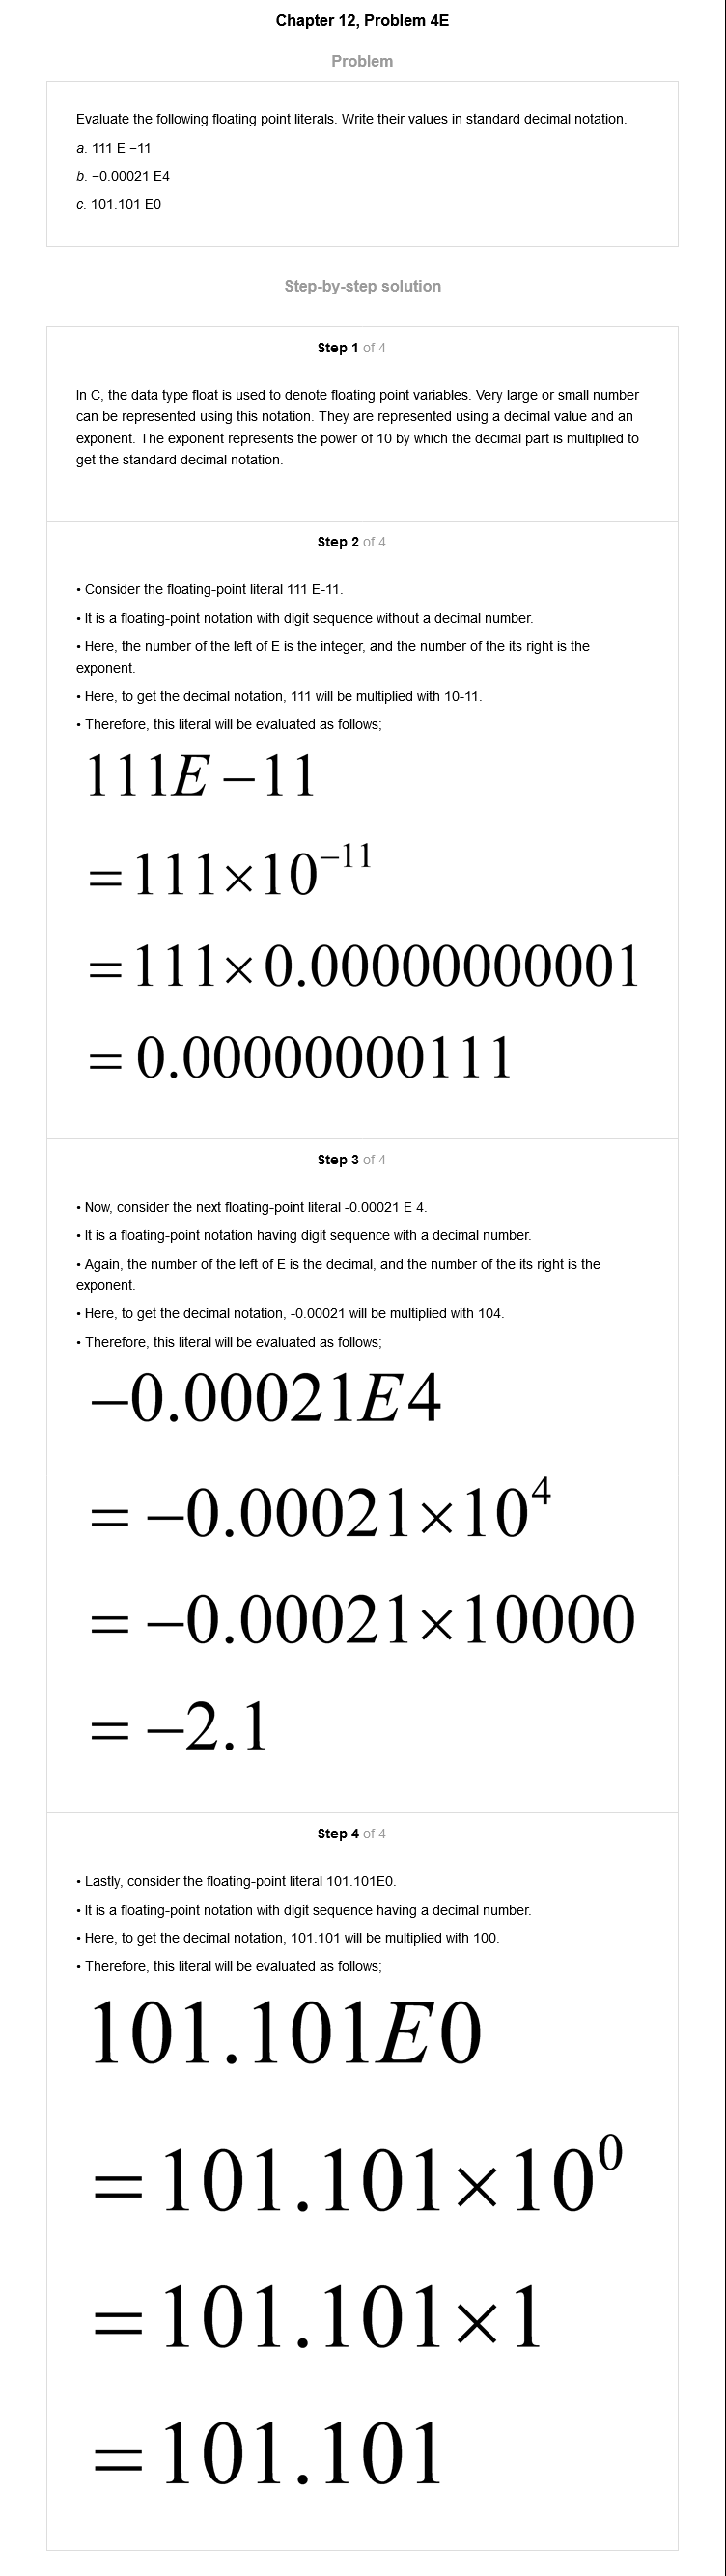 Chapter 12, Problem 4E
Problem
Evaluate the following floating point literals. Write their values in standard decimal notation.
a. 111 E −11
b. −0.00021 E4
c. 101.101 E0
Step-by-step solution
Step 1 of 4
In C, the data type float is used to denote floating point variables. Very large or small number
can be represented using this notation. They are represented using a decimal value and an
exponent. The exponent represents the power of 10 by which the decimal part is multiplied to
get the standard decimal notation.
Step 2 of 4
• Consider the floating-point literal 111 E-11.
• It is a floating-point notation with digit sequence without a decimal number.
• Here, the number of the left of E is the integer, and the number of the its right is the
exponent.
• Here, to get the decimal notation, 111 will be multiplied with 10-11.
• Therefore, this literal will be evaluated as follows;
111E −11
= 111×10⁻¹¹
= 111× 0.00000000001
= 0.00000000111
Step 3 of 4
• Now, consider the next floating-point literal -0.00021 E 4.
• It is a floating-point notation having digit sequence with a decimal number.
• Again, the number of the left of E is the decimal, and the number of the its right is the
exponent.
• Here, to get the decimal notation, -0.00021 will be multiplied with 104.
• Therefore, this literal will be evaluated as follows;
−0.00021E4
= −0.00021×10⁴
= −0.00021×10000
= −2.1
Step 4 of 4
• Lastly, consider the floating-point literal 101.101E0.
• It is a floating-point notation with digit sequence having a decimal number.
• Here, to get the decimal notation, 101.101 will be multiplied with 100.
• Therefore, this literal will be evaluated as follows;
101.101E0
= 101.101×10⁰
= 101.101×1
= 101.101